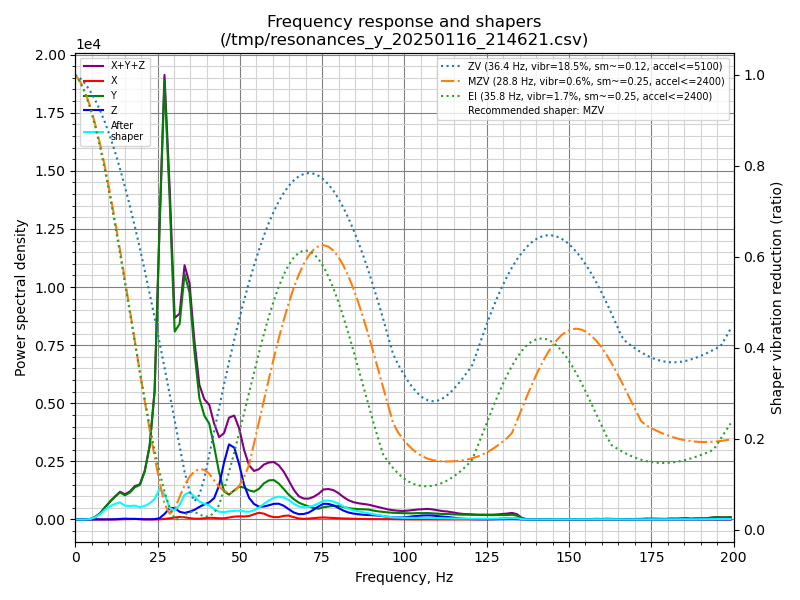 Frequency response and shapers
(/tmp/resonances_y_20250116_214621.csv)
1e4
X+Y+Z
X
Y
Z
After
shaper
ZV (36.4 Hz, vibr=18.5%, sm~=0.12, accel<=5100)
MZV (28.8 Hz, vibr=0.6%, sm~=0.25, accel<=2400)
EI (35.8 Hz, vibr=1.7%, sm~=0.25, accel<=2400)
Recommended shaper: MZV
Power spectral density
2.00
1.75
1.50
1.25
1.00
0.75
0.50
0.25
0.00
1.0
0.8
0.6
0.4
0.2
0.0
Shaper vibration reduction (ratio)
0 25 50 75 100 125 150 175 200
Frequency, Hz